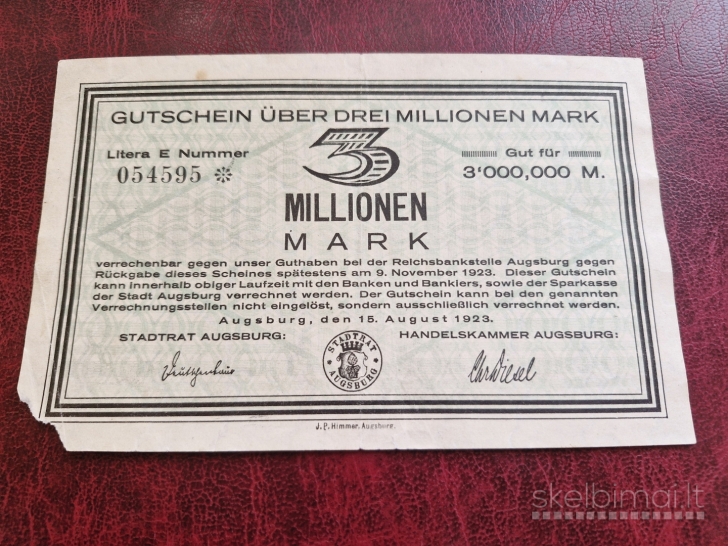 GUTSCHEIN ÜBER DREI MILLIONEN MARK
Litera E Nummer
054595 ※
3
MILLIONEN
MARK
Gut für
3'000,000 M.
verrechenbar gegen unser Guthaben bei der Reichsbankstelle Augsburg gegen
Rückgabe dieses Scheines spätestens am 9. November 1923. Dieser Gutschein
kann innerhalb obiger Laufzeit mit den Banken und Bankiers, sowie der Sparkasse
der Stadt Augsburg verrechnet werden. Der Gutschein kann bei den genannten
Verrechnungsstellen nicht eingelöst, sondern ausschließlich verrechnet werden.
Augsburg, den 15. August 1923.
STADTRAT AUGSBURG:
HANDELSKAMMER AUGSBURG:
STADTRAT
AUGSBURG
J. P. Himmer, Augsburg.
skelbimai.lt